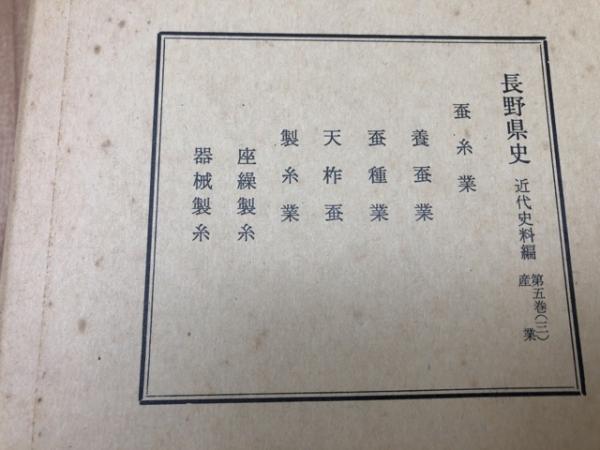 長野県史 近代史料編 第五巻(三)
産業
蚕糸業
養蚕業
蚕種業
天柞蚕
製糸業
座繰製糸
器械製糸